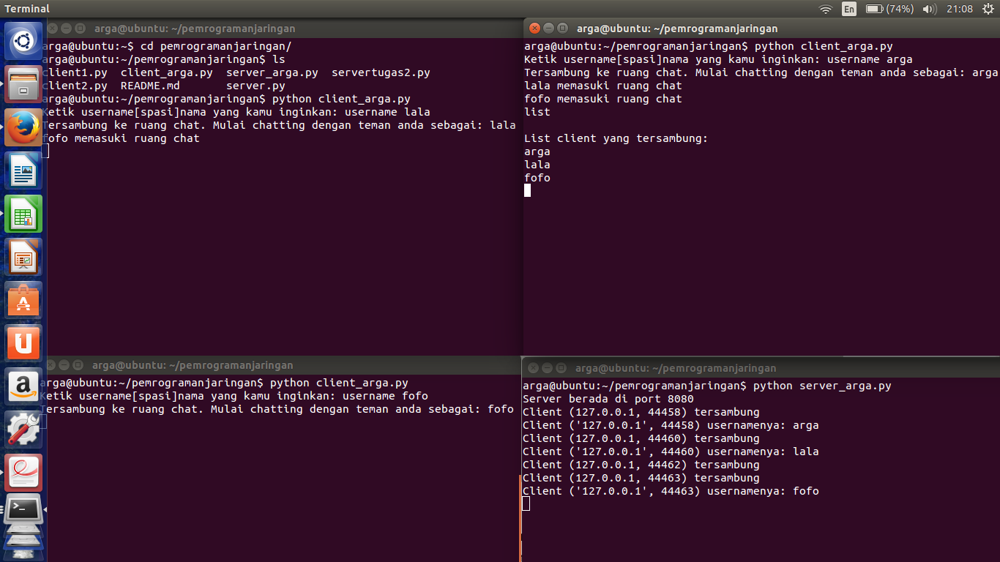 Terminal
En
(74%)
21:08
arga@ubuntu: ~/pemrogramanjaringan
arga@ubuntu:~$ cd pemrogramanjaringan/
arga@ubuntu:~/pemrogramanjaringan$ ls
client1.py  client_arga.py  server_arga.py  servertugas2.py
client2.py  README.md       server.py
arga@ubuntu:~/pemrogramanjaringan$ python client_arga.py
Ketik username[spasi]nama yang kamu inginkan: username lala
Tersambung ke ruang chat. Mulai chatting dengan teman anda sebagai: lala
fofo memasuki ruang chat
arga@ubuntu: ~/pemrogramanjaringan
arga@ubuntu:~/pemrogramanjaringan$ python client_arga.py
Ketik username[spasi]nama yang kamu inginkan: username arga
Tersambung ke ruang chat. Mulai chatting dengan teman anda sebagai: arga
lala memasuki ruang chat
fofo memasuki ruang chat
list
List client yang tersambung:
arga
lala
fofo
arga@ubuntu: ~/pemrogramanjaringan
arga@ubuntu:~/pemrogramanjaringan$ python client_arga.py
Ketik username[spasi]nama yang kamu inginkan: username fofo
Tersambung ke ruang chat. Mulai chatting dengan teman anda sebagai: fofo
arga@ubuntu: ~/pemrogramanjaringan
arga@ubuntu:~/pemrogramanjaringan$ python server_arga.py
Server berada di port 8080
Client (127.0.0.1, 44458) tersambung
Client ('127.0.0.1', 44458) usernamenya: arga
Client (127.0.0.1, 44460) tersambung
Client ('127.0.0.1', 44460) usernamenya: lala
Client (127.0.0.1, 44462) tersambung
Client (127.0.0.1, 44463) tersambung
Client ('127.0.0.1', 44463) usernamenya: fofo